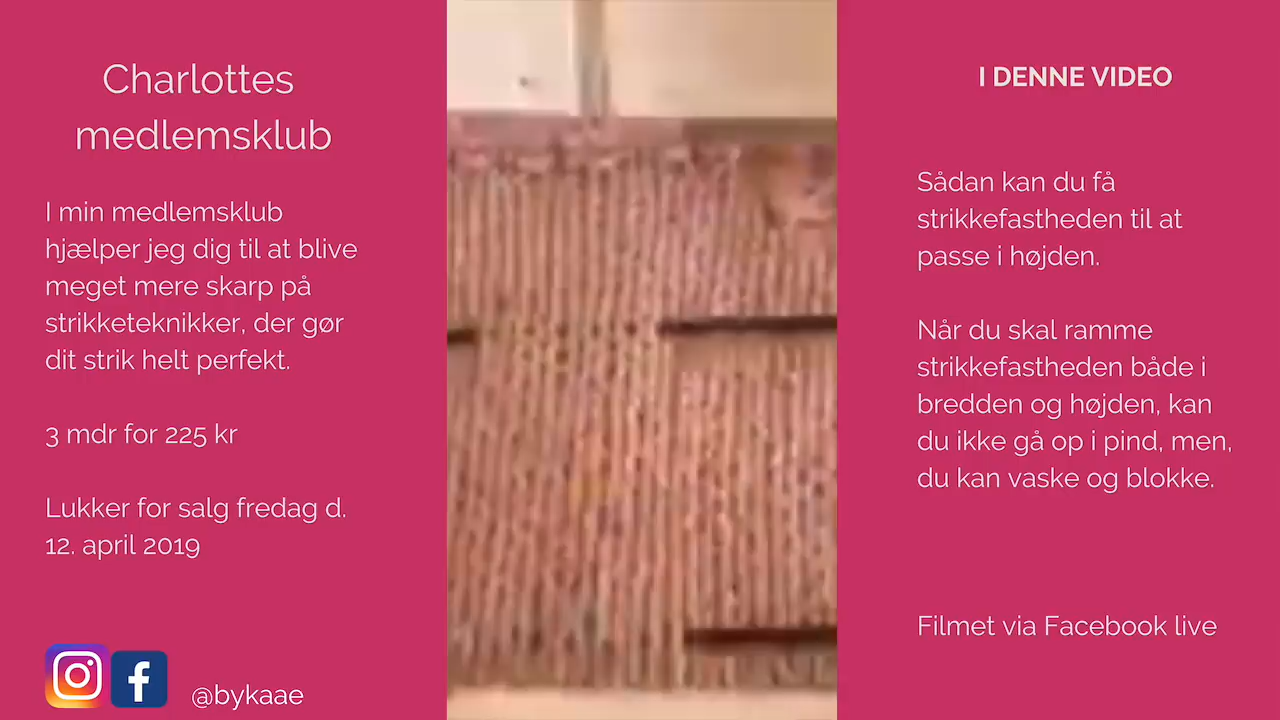 Charlottes
medlemsklub
I min medlemsklub
hjælper jeg dig til at blive
meget mere skarp på
strikketeknikker, der gør
dit strik helt perfekt.
3 mdr for 225 kr
Lukker for salg fredag d.
12. april 2019
@bykaae
I DENNE VIDEO
Sådan kan du få
strikkefastheden til at
passe i højden.
Når du skal ramme
strikkefastheden både i
bredden og højden, kan
du ikke gå op i pind, men,
du kan vaske og blokke.
Filmet via Facebook live